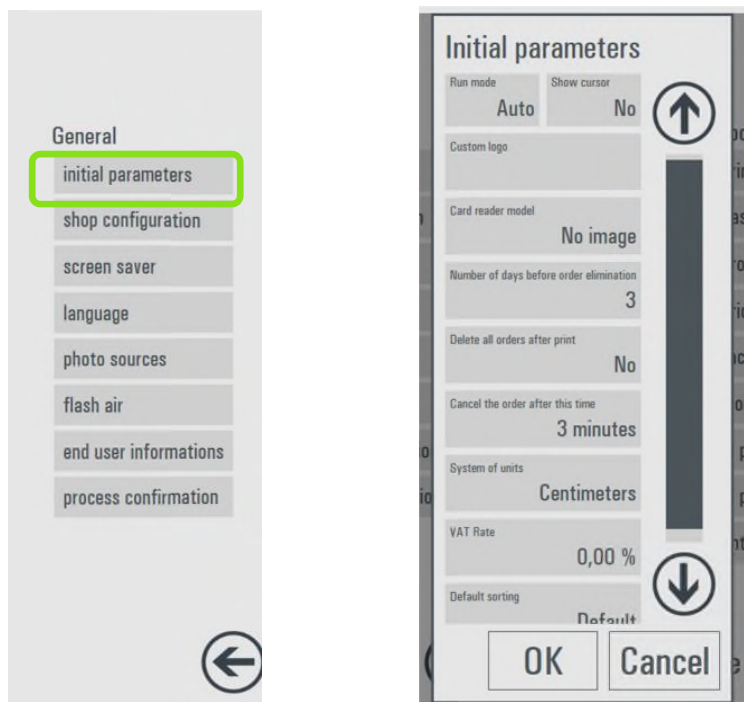 General
initial parameters
shop configuration
screen saver
language
photo sources
flash air
end user informations
process confirmation
Initial parameters
Run mode
Auto
Show cursor
No
Custom logo
Card reader model
No image
Number of days before order elimination
3
Delete all orders after print
No
Cancel the order after this time
3 minutes
System of units
Centimeters
VAT Rate
0,00 %
Default sorting
Default
OK
Cancel